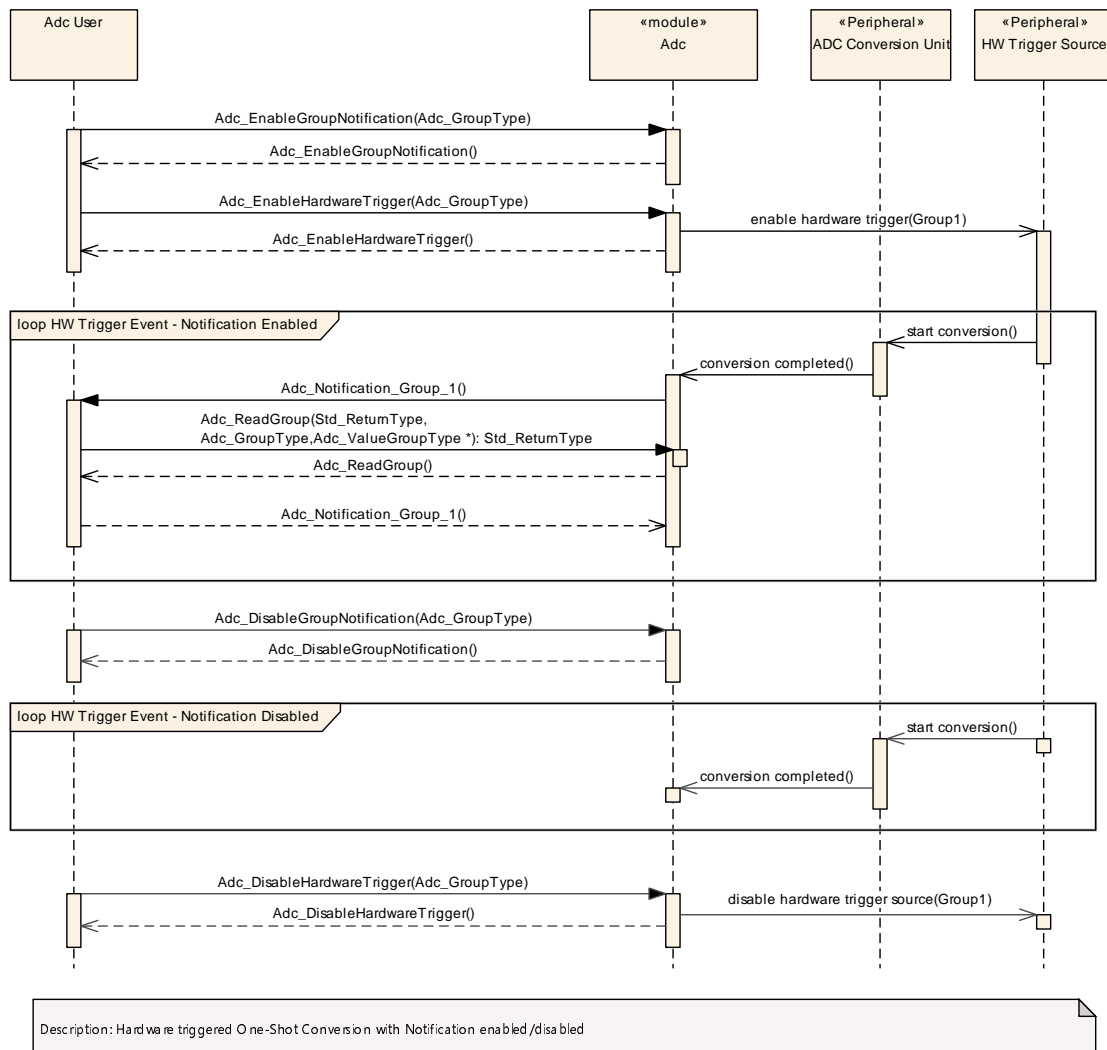 Adc User
«module»
Adc
«Peripheral»
ADC Conversion Unit
«Peripheral»
HW Trigger Source
Adc_EnableGroupNotification(Adc_GroupType)
Adc_EnableGroupNotification()
Adc_EnableHardwareTrigger(Adc_GroupType)
enable hardware trigger(Group1)
Adc_EnableHardwareTrigger()
loop HW Trigger Event - Notification Enabled
start conversion()
conversion completed()
Adc_Notification_Group_1()
Adc_ReadGroup(Std_ReturnType,
Adc_GroupType,Adc_ValueGroupType *): Std_ReturnType
Adc_ReadGroup()
Adc_Notification_Group_1()
Adc_DisableGroupNotification(Adc_GroupType)
Adc_DisableGroupNotification()
loop HW Trigger Event - Notification Disabled
start conversion()
conversion completed()
Adc_DisableHardwareTrigger(Adc_GroupType)
disable hardware trigger source(Group1)
Adc_DisableHardwareTrigger()
Description: Hardware triggered One-Shot Conversion with Notification enabled/disabled